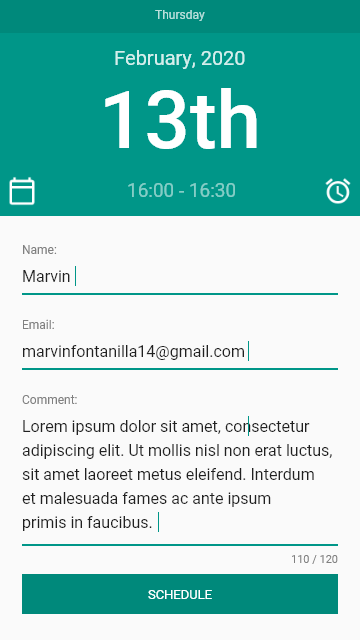 Thursday
February, 2020
13th
16:00 - 16:30
Name:
Marvin
Email:
marvinfontanilla14@gmail.com
Comment:
Lorem ipsum dolor sit amet, consectetur
adipiscing elit. Ut mollis nisl non erat luctus,
sit amet laoreet metus eleifend. Interdum
et malesuada fames ac ante ipsum
primis in faucibus.
110 / 120
SCHEDULE